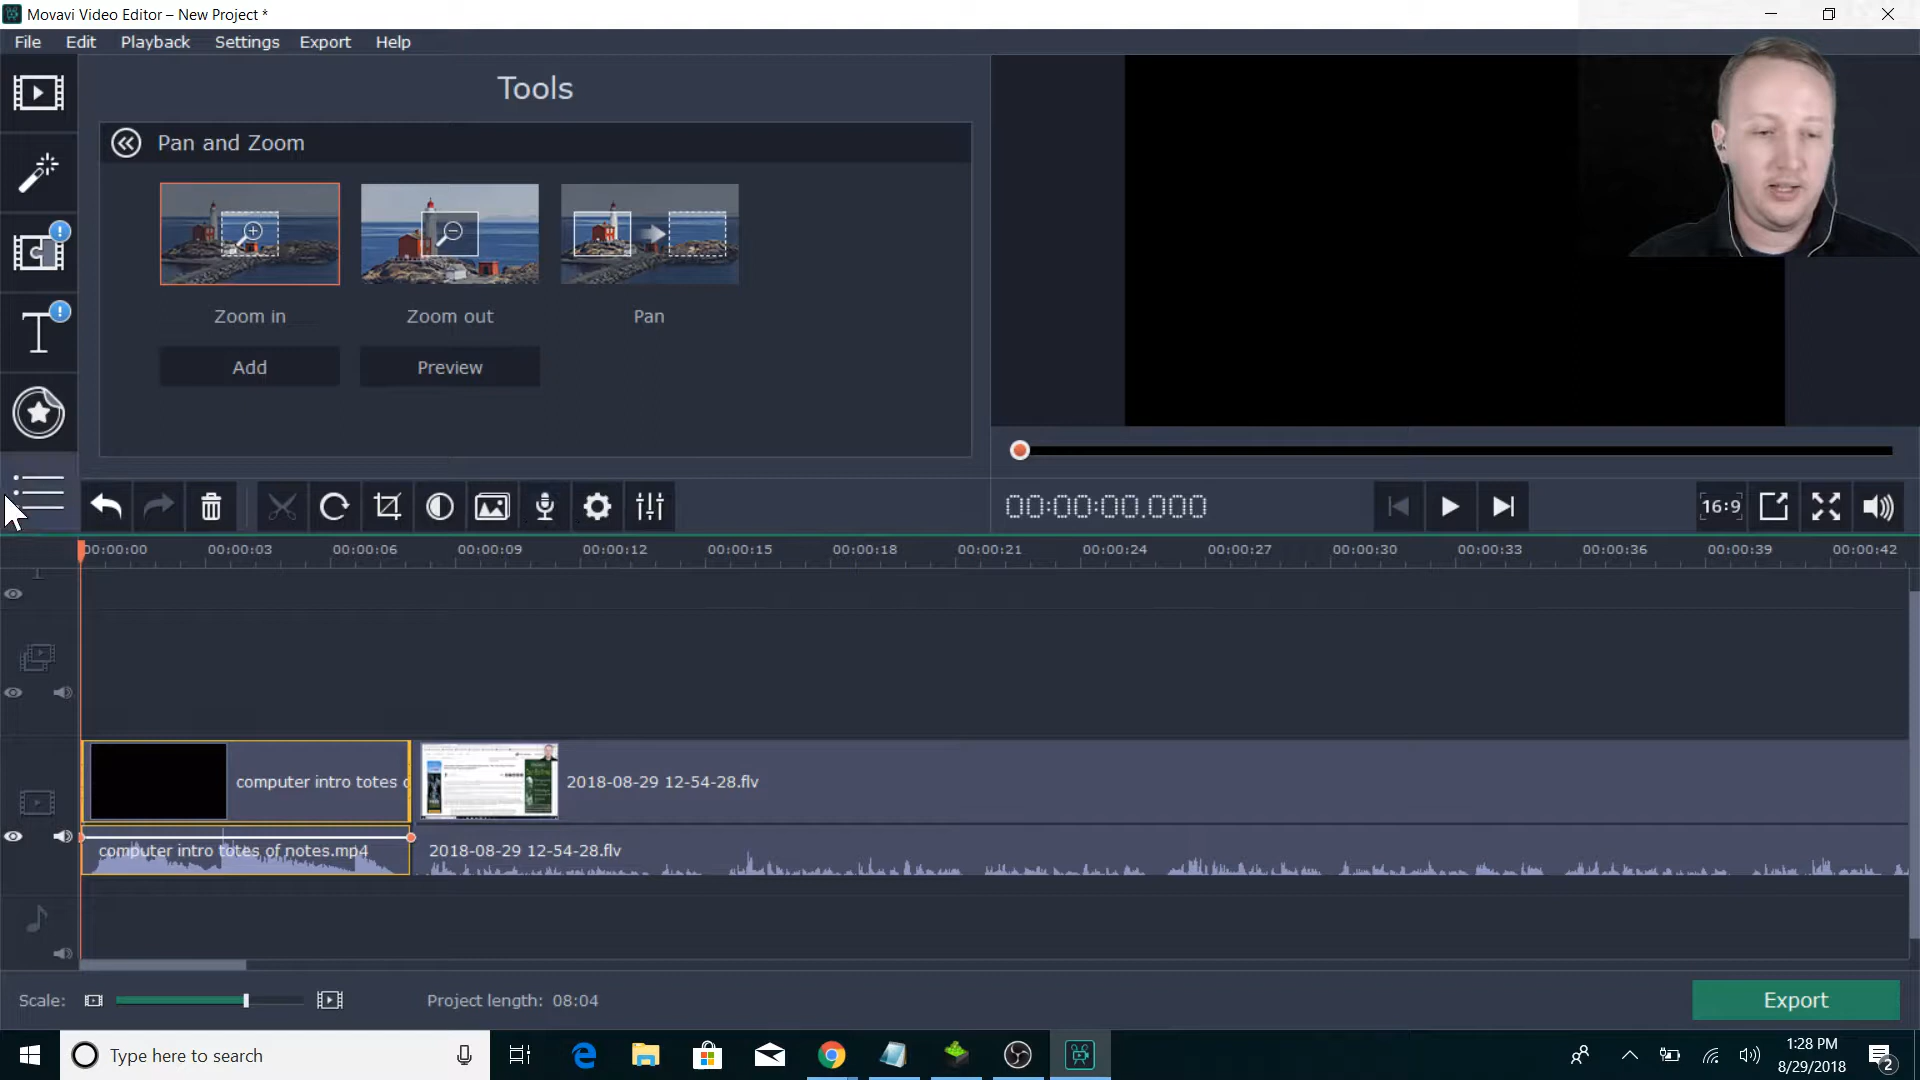 Movavi Video Editor – New Project *
File Edit Playback Settings Export Help
Tools
Pan and Zoom
Zoom in Zoom out Pan
Add Preview
00:00:00.000
16:9
00:00:00 00:00:03 00:00:06 00:00:09 00:00:12 00:00:15 00:00:18 00:00:21 00:00:24 00:00:27 00:00:30 00:00:33 00:00:36 00:00:39 00:00:42
computer intro totes 2018-08-29 12-54-28.flv
computer intro totes of notes.mp4 2018-08-29 12-54-28.flv
Scale: Project length: 08:04 Export
Type here to search
1:28 PM
8/29/2018
2